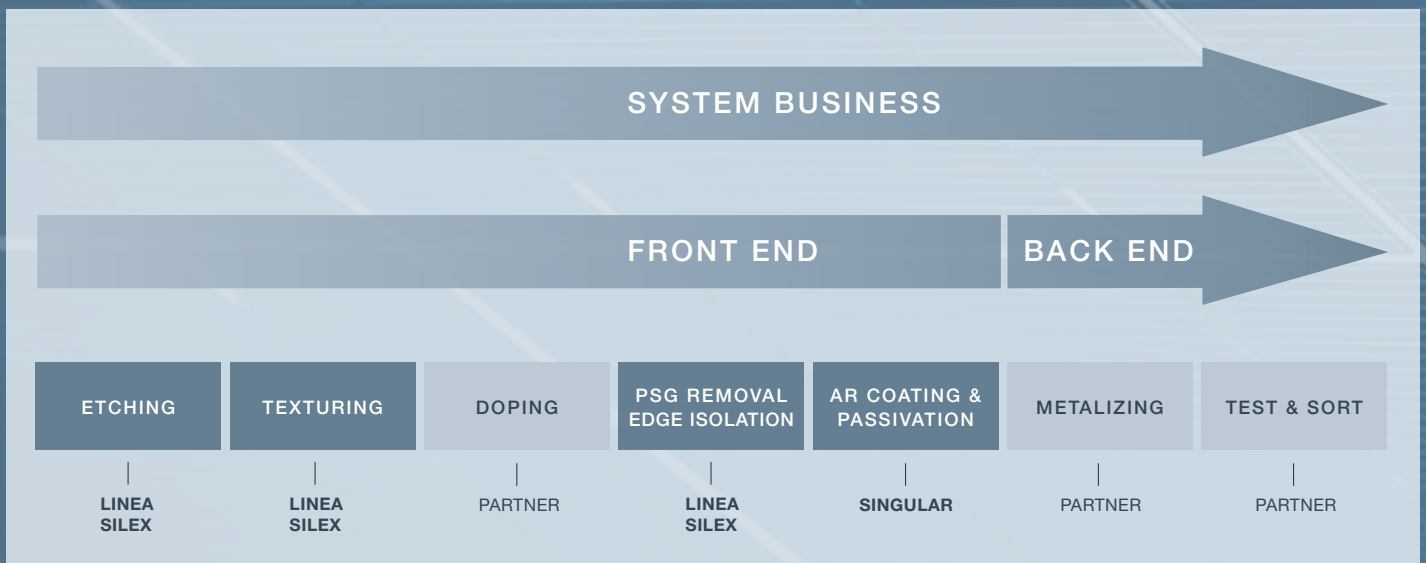 SYSTEM BUSINESS
FRONT END
BACK END
ETCHING
TEXTURING
DOPING
PSG REMOVAL
EDGE ISOLATION
AR COATING &
PASSIVATION
METALIZING
TEST & SORT
LINEA
SILEX
LINEA
SILEX
PARTNER
LINEA
SILEX
SINGULAR
PARTNER
PARTNER